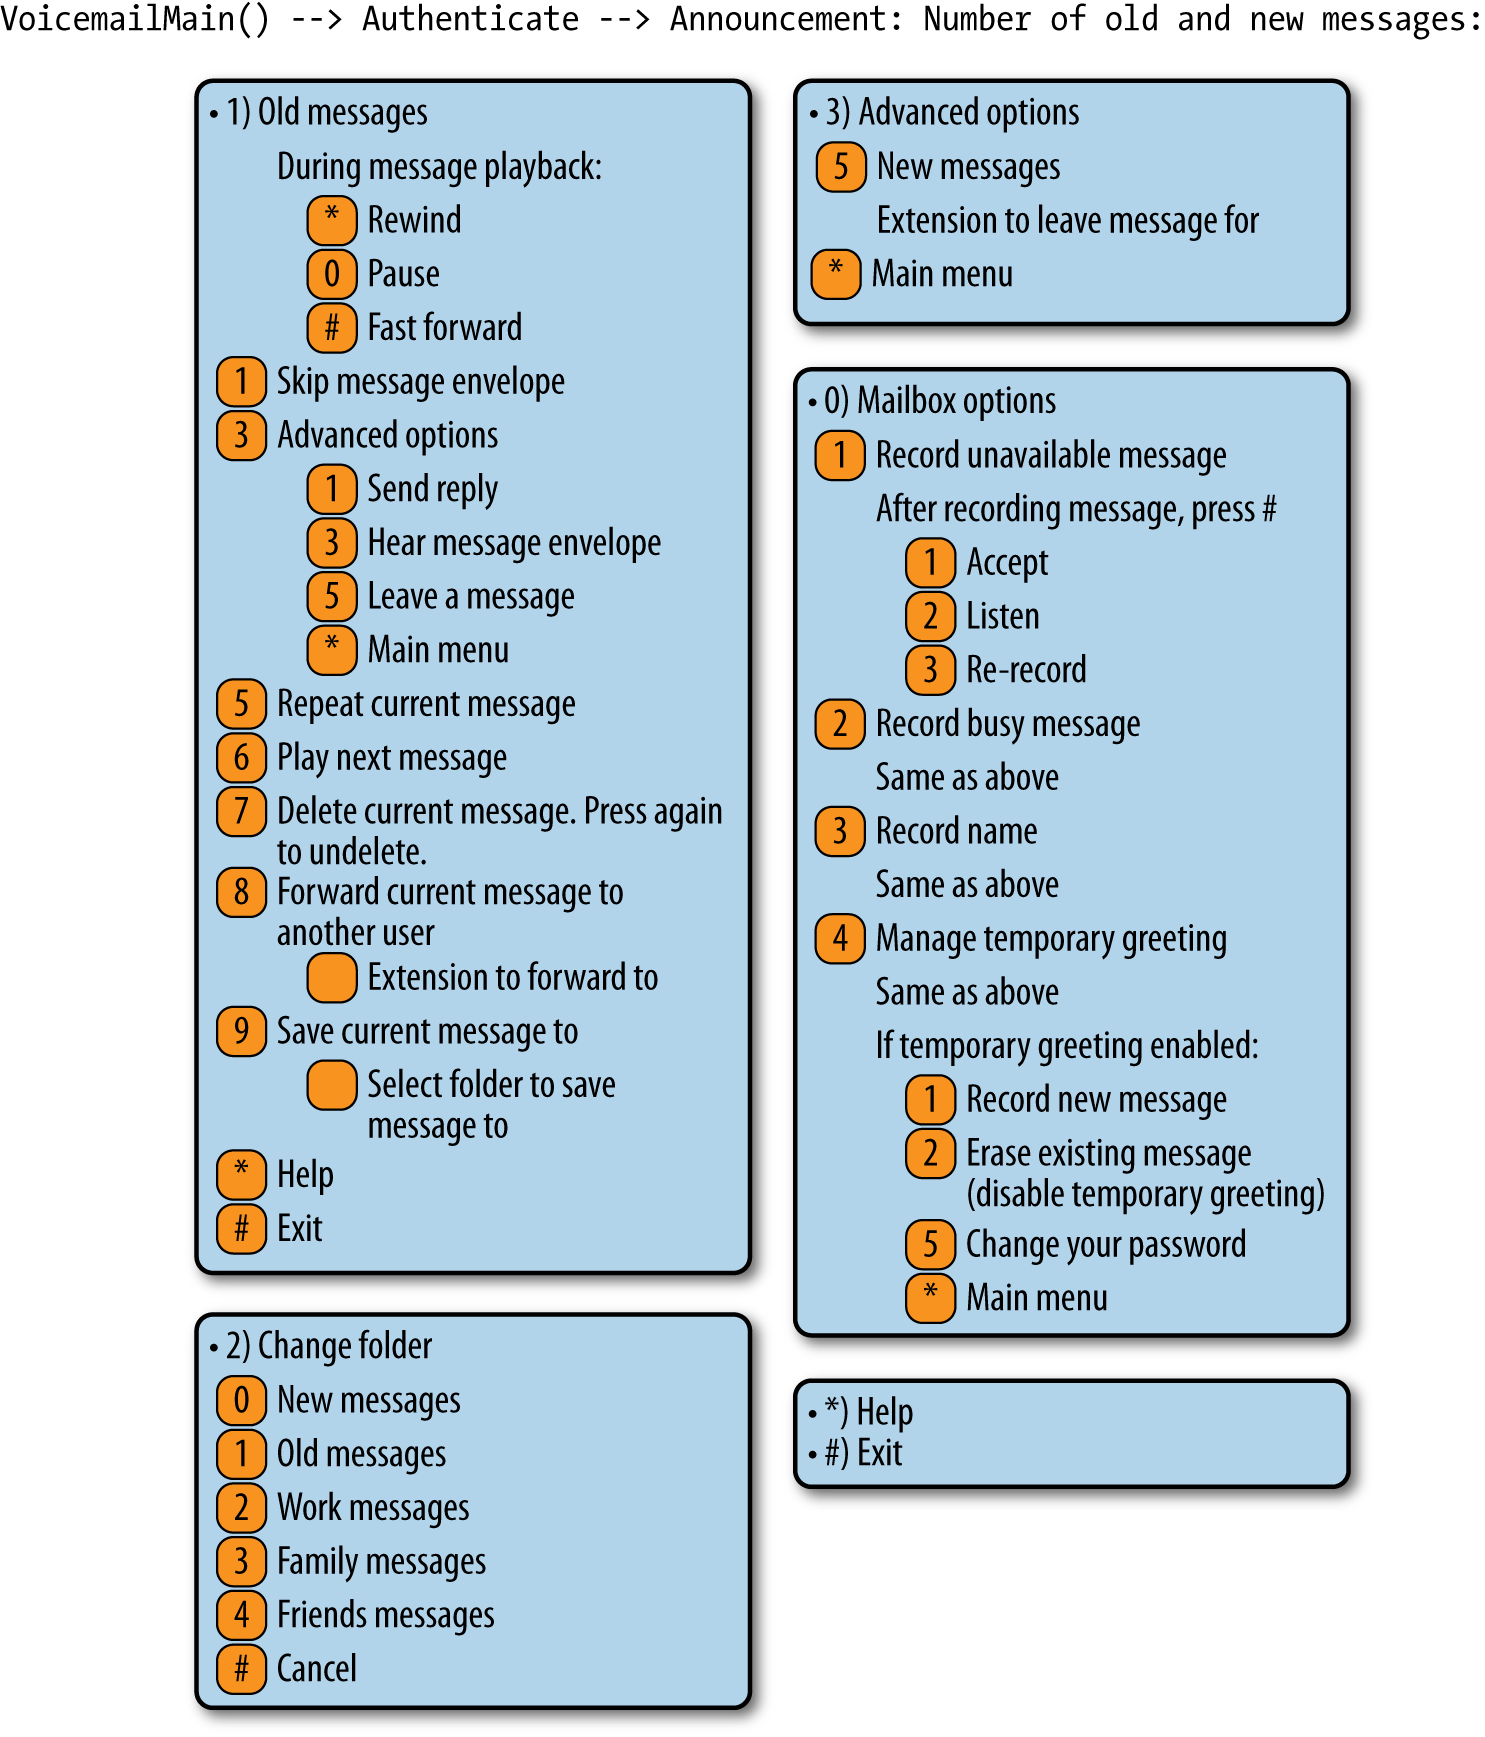 VoicemailMain() --> Authenticate --> Announcement: Number of old and new messages:
• 1) Old messages
During message playback:
* Rewind
0 Pause
# Fast forward
1 Skip message envelope
3 Advanced options
1 Send reply
3 Hear message envelope
5 Leave a message
* Main menu
5 Repeat current message
6 Play next message
7 Delete current message. Press again
to undelete.
8 Forward current message to
another user
Extension to forward to
9 Save current message to
Select folder to save
message to
* Help
# Exit
• 2) Change folder
0 New messages
1 Old messages
2 Work messages
3 Family messages
4 Friends messages
# Cancel
• 3) Advanced options
5 New messages
Extension to leave message for
* Main menu
• 0) Mailbox options
1 Record unavailable message
After recording message, press #
1 Accept
2 Listen
3 Re-record
2 Record busy message
Same as above
3 Record name
Same as above
4 Manage temporary greeting
Same as above
If temporary greeting enabled:
1 Record new message
2 Erase existing message
(disable temporary greeting)
5 Change your password
* Main menu
• *) Help
• #) Exit